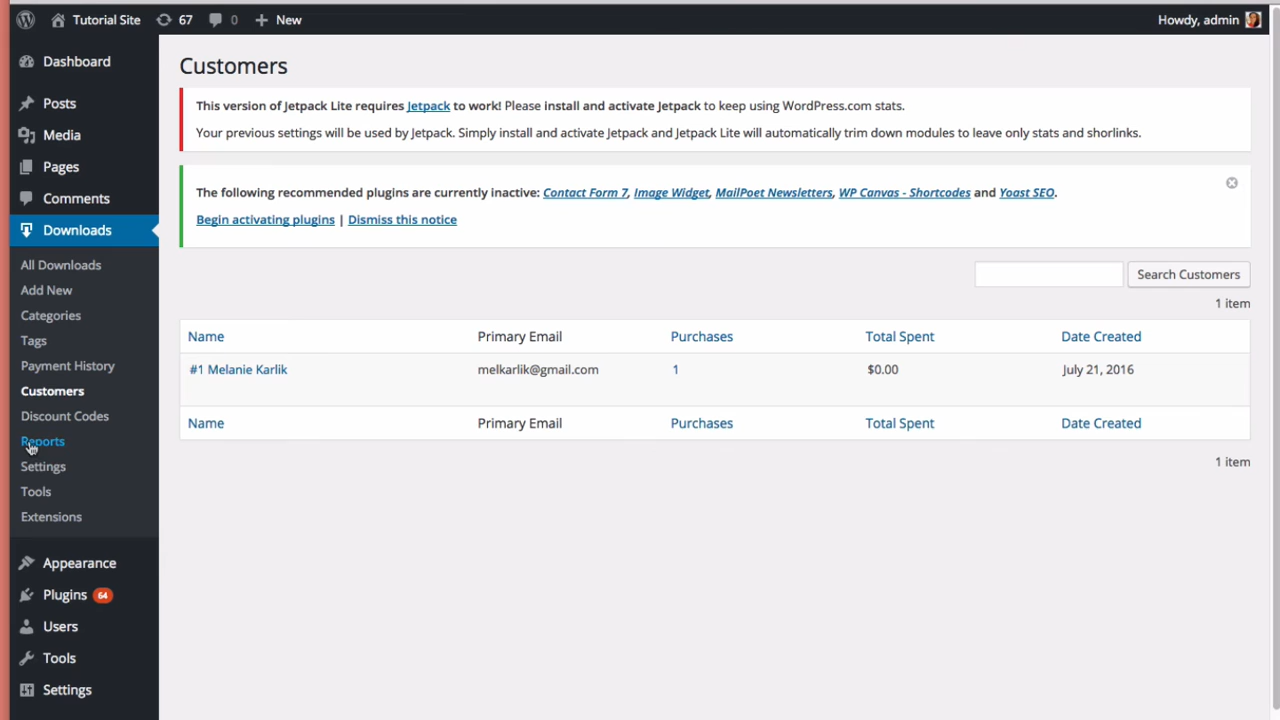 Tutorial Site 67 0 New Howdy, admin
Dashboard
Posts
Media
Pages
Comments
Downloads
All Downloads
Add New
Categories
Tags
Payment History
Customers
Discount Codes
Reports
Settings
Tools
Extensions
Appearance
Plugins 64
Users
Tools
Settings
Customers
This version of Jetpack Lite requires Jetpack to work! Please install and activate Jetpack to keep using WordPress.com stats.
Your previous settings will be used by Jetpack. Simply install and activate Jetpack and Jetpack Lite will automatically trim down modules to leave only stats and shorlinks.
The following recommended plugins are currently inactive: Contact Form 7, Image Widget, MailPoet Newsletters, WP Canvas - Shortcodes and Yoast SEO.
Begin activating plugins | Dismiss this notice
Search Customers
1 item
Name Primary Email Purchases Total Spent Date Created
#1 Melanie Karlik melkarlik@gmail.com 1 $0.00 July 21, 2016
Name Primary Email Purchases Total Spent Date Created
1 item